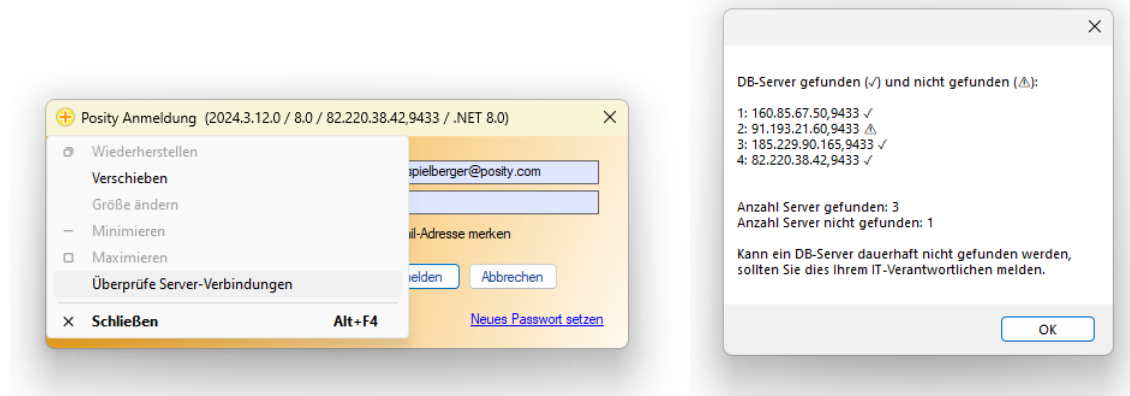 Posity Anmeldung (2024.3.12.0 / 8.0 / 82.220.38.42,9433 / .NET 8.0)
Wiederherstellen
Verschieben
Größe ändern
Minimieren
Maximieren
Überprüfe Server-Verbindungen
Schließen Alt+F4
spielberger@posity.com
il-Adresse merken
elden Abbrechen
Neues Passwort setzen
DB-Server gefunden (✓) und nicht gefunden (⚠):
1: 160.85.67.50,9433 ✓
2: 91.193.21.60,9433 ⚠
3: 185.229.90.165,9433 ✓
4: 82.220.38.42,9433 ✓
Anzahl Server gefunden: 3
Anzahl Server nicht gefunden: 1
Kann ein DB-Server dauerhaft nicht gefunden werden,
sollten Sie dies Ihrem IT-Verantwortlichen melden.
OK